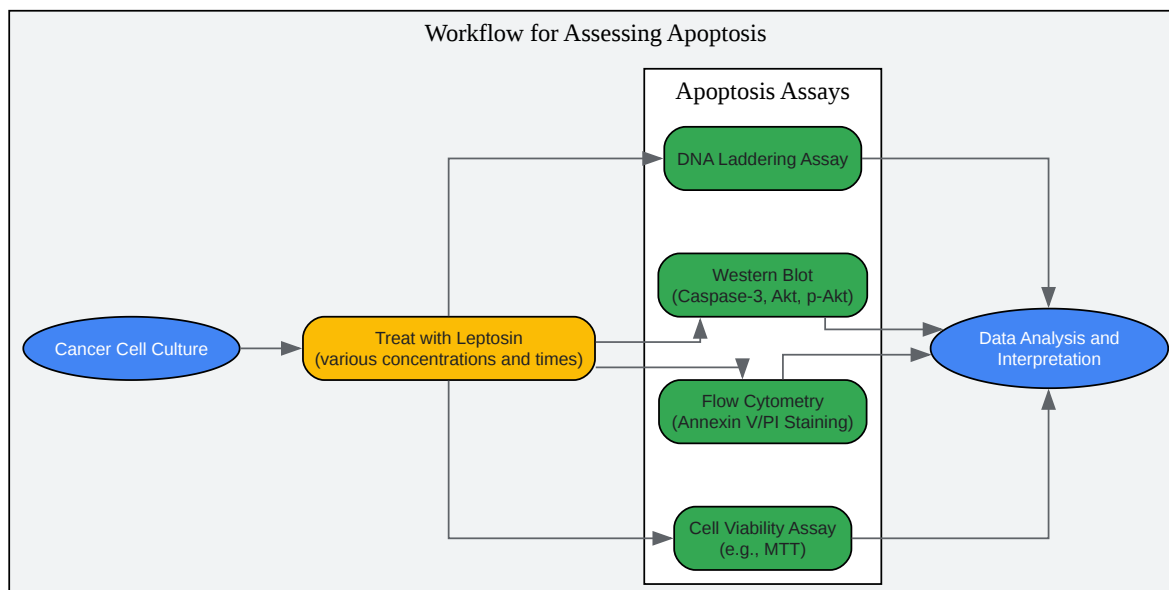 Workflow for Assessing Apoptosis
Apoptosis Assays
DNA Laddering Assay
Western Blot
(Caspase-3, Akt, p-Akt)
Cancer Cell Culture
Treat with Leptosin
(various concentrations and times)
Data Analysis and
Interpretation
Flow Cytometry
(Annexin V/PI Staining)
Cell Viability Assay
(e.g., MTT)